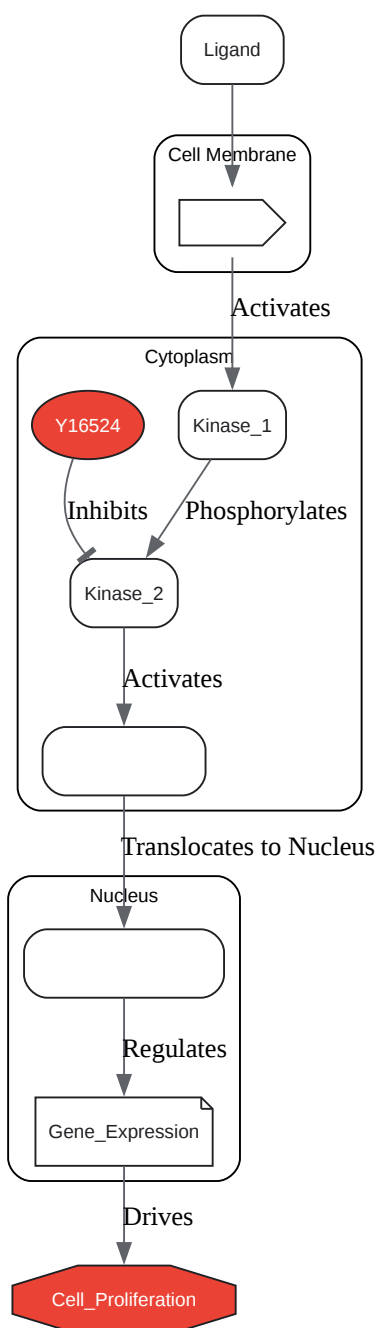 Ligand
Cell Membrane
Activates
Cytoplasm
Y16524
Kinase_1
Inhibits
Phosphorylates
Kinase_2
Activates
Translocates to Nucleus
Nucleus
Regulates
Gene_Expression
Drives
Cell_Proliferation